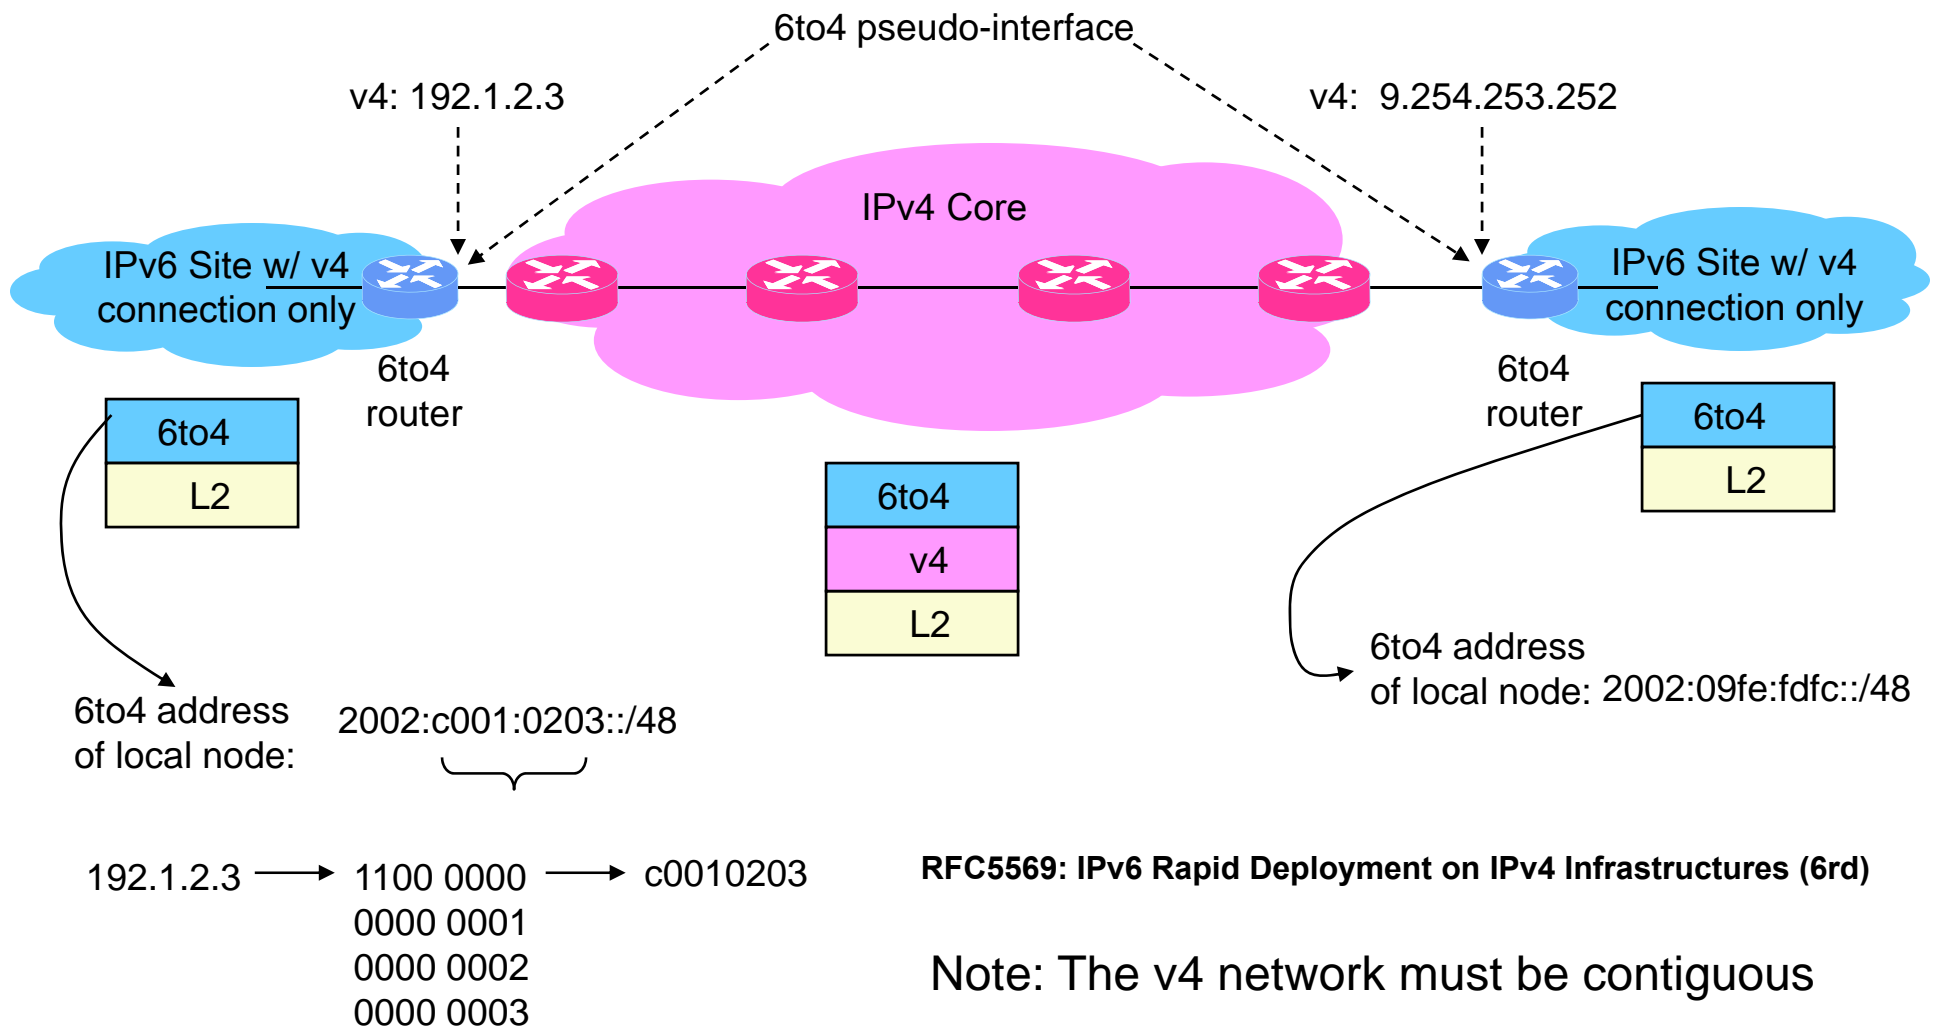 6to4 pseudo-interface
v4: 192.1.2.3
v4: 9.254.253.252
IPv4 Core
IPv6 Site w/ v4
connection only
IPv6 Site w/ v4
connection only
6to4
router
6to4
router
6to4
L2
6to4
v4
L2
6to4
L2
6to4 address
of local node:
2002:c001:0203::/48
6to4 address
of local node: 2002:09fe:fdfc::/48
192.1.2.3
1100 0000
0000 0001
0000 0002
0000 0003
c0010203
RFC5569: IPv6 Rapid Deployment on IPv4 Infrastructures (6rd)
Note: The v4 network must be contiguous